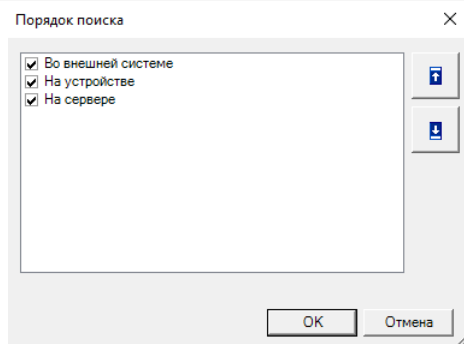 Порядок поиска
Во внешней системе
На устройстве
На сервере
OK
Отмена